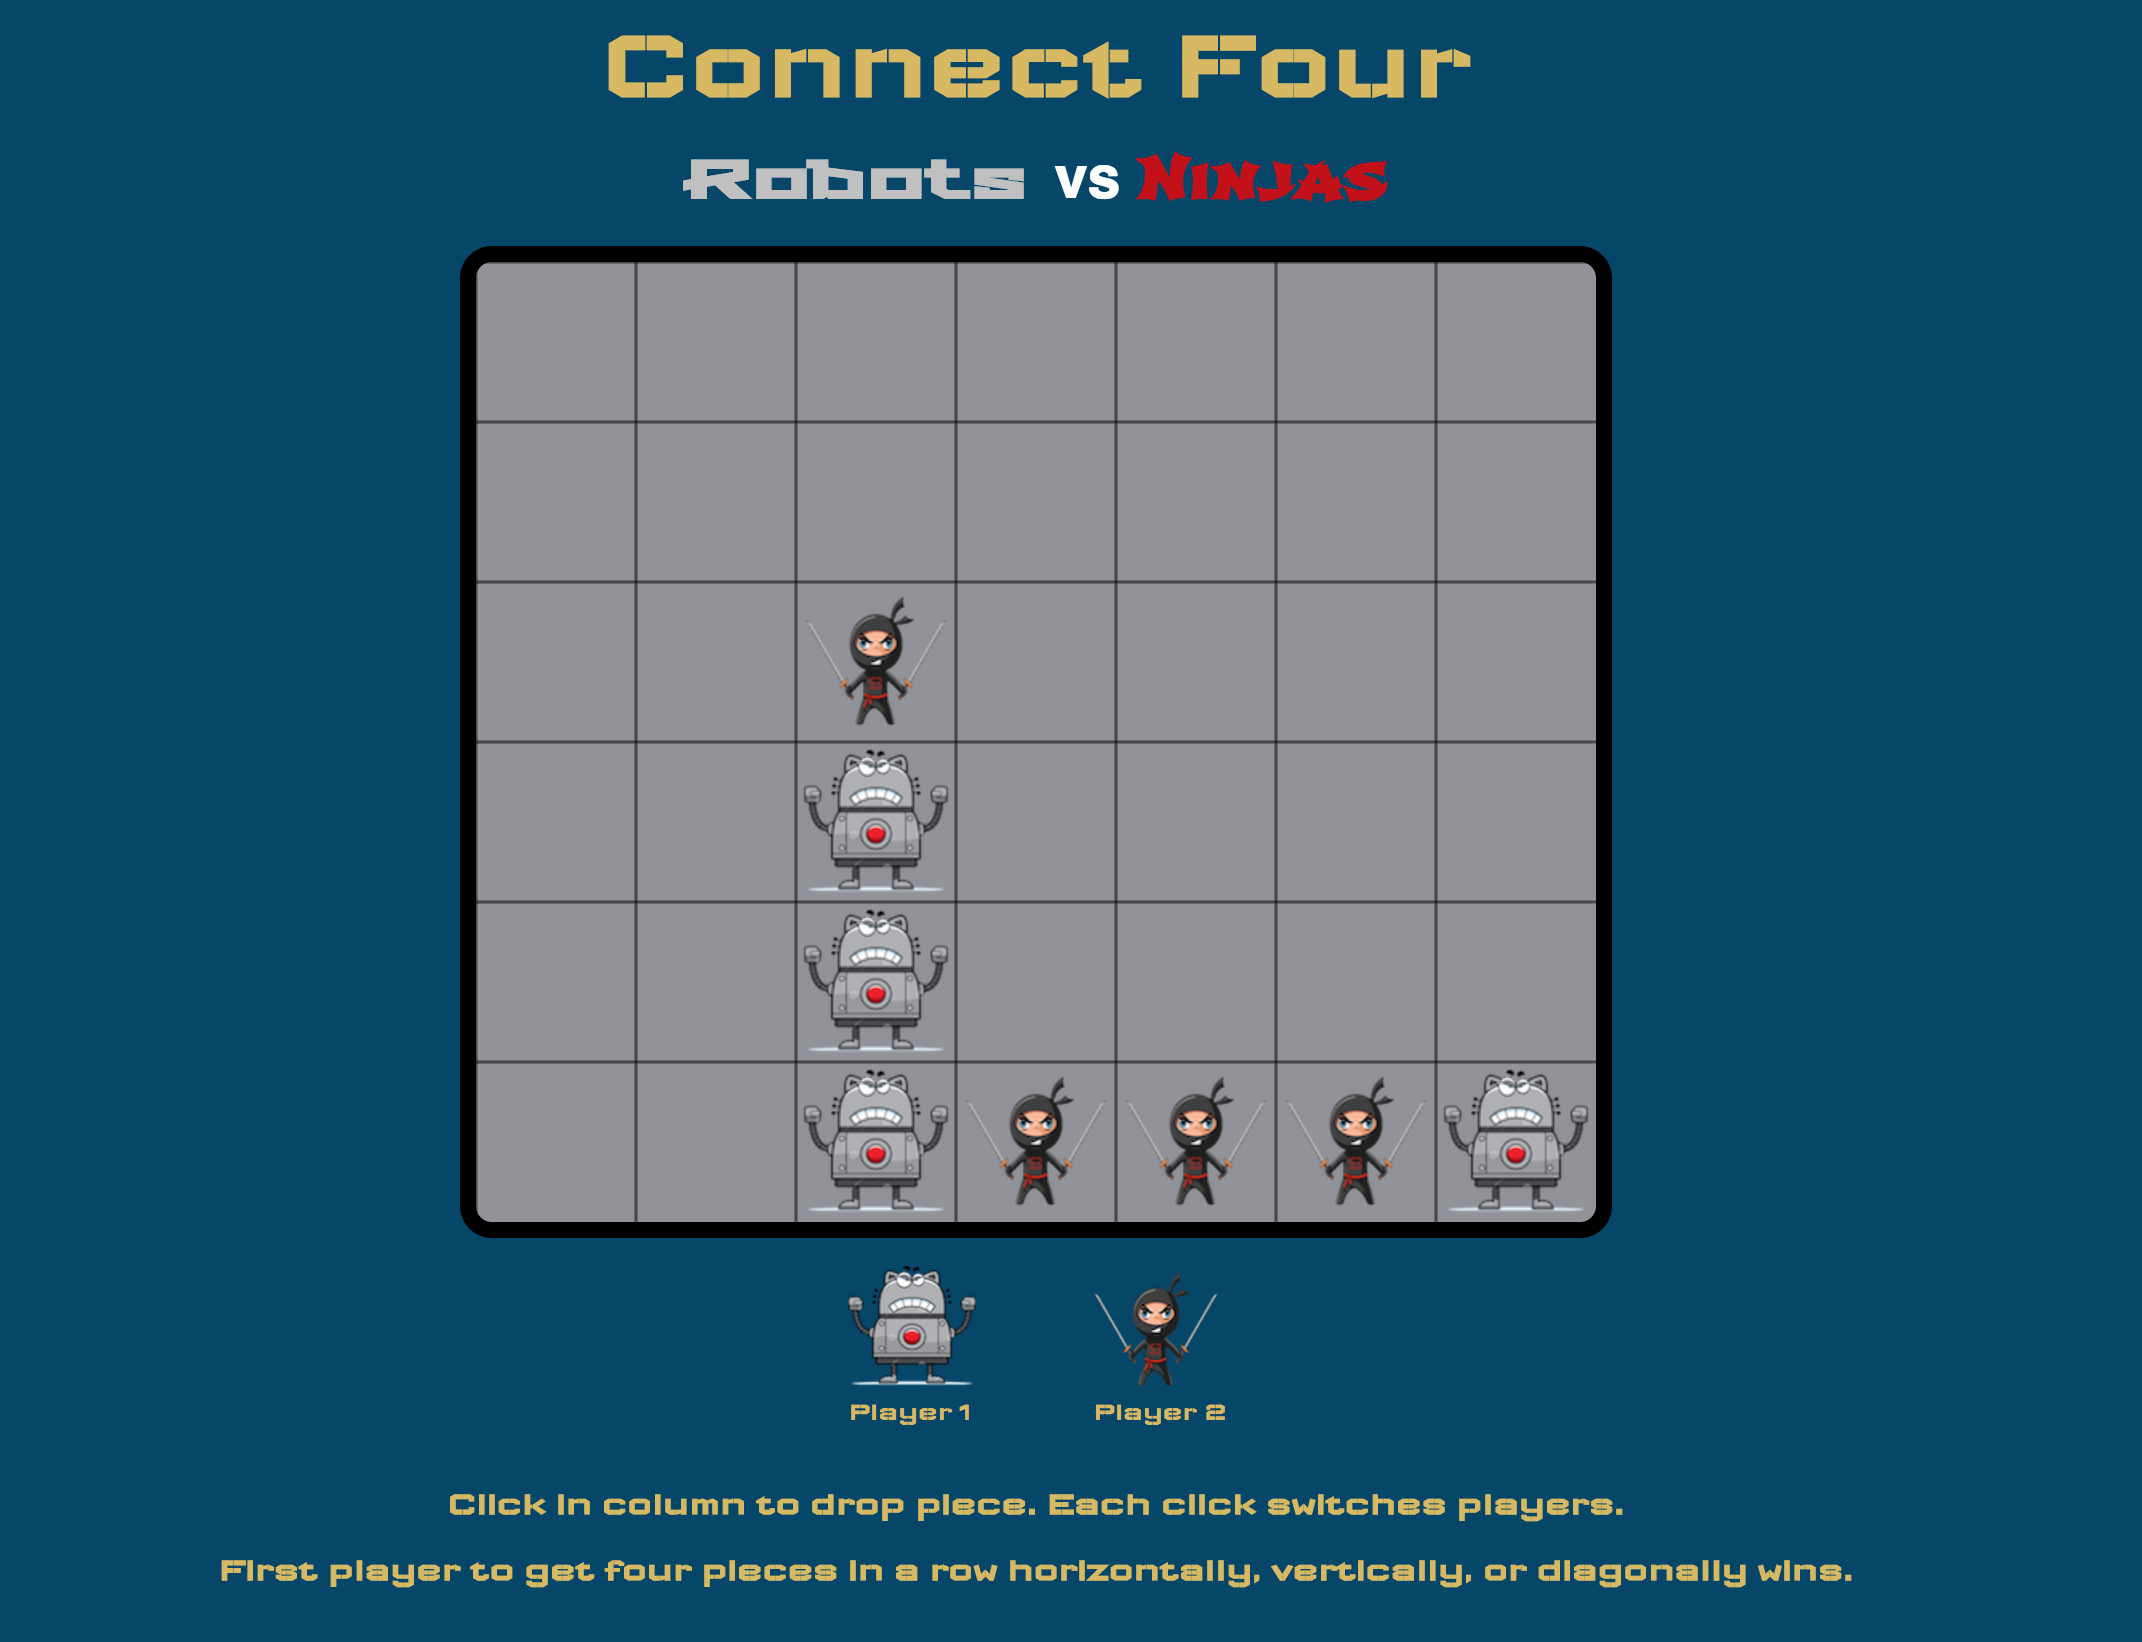 Connect Four
Robots vs Ninjas
Player 1
Player 2
Click in column to drop piece. Each click switches players.
First player to get four pieces in a row horizontally, vertically, or diagonally wins.